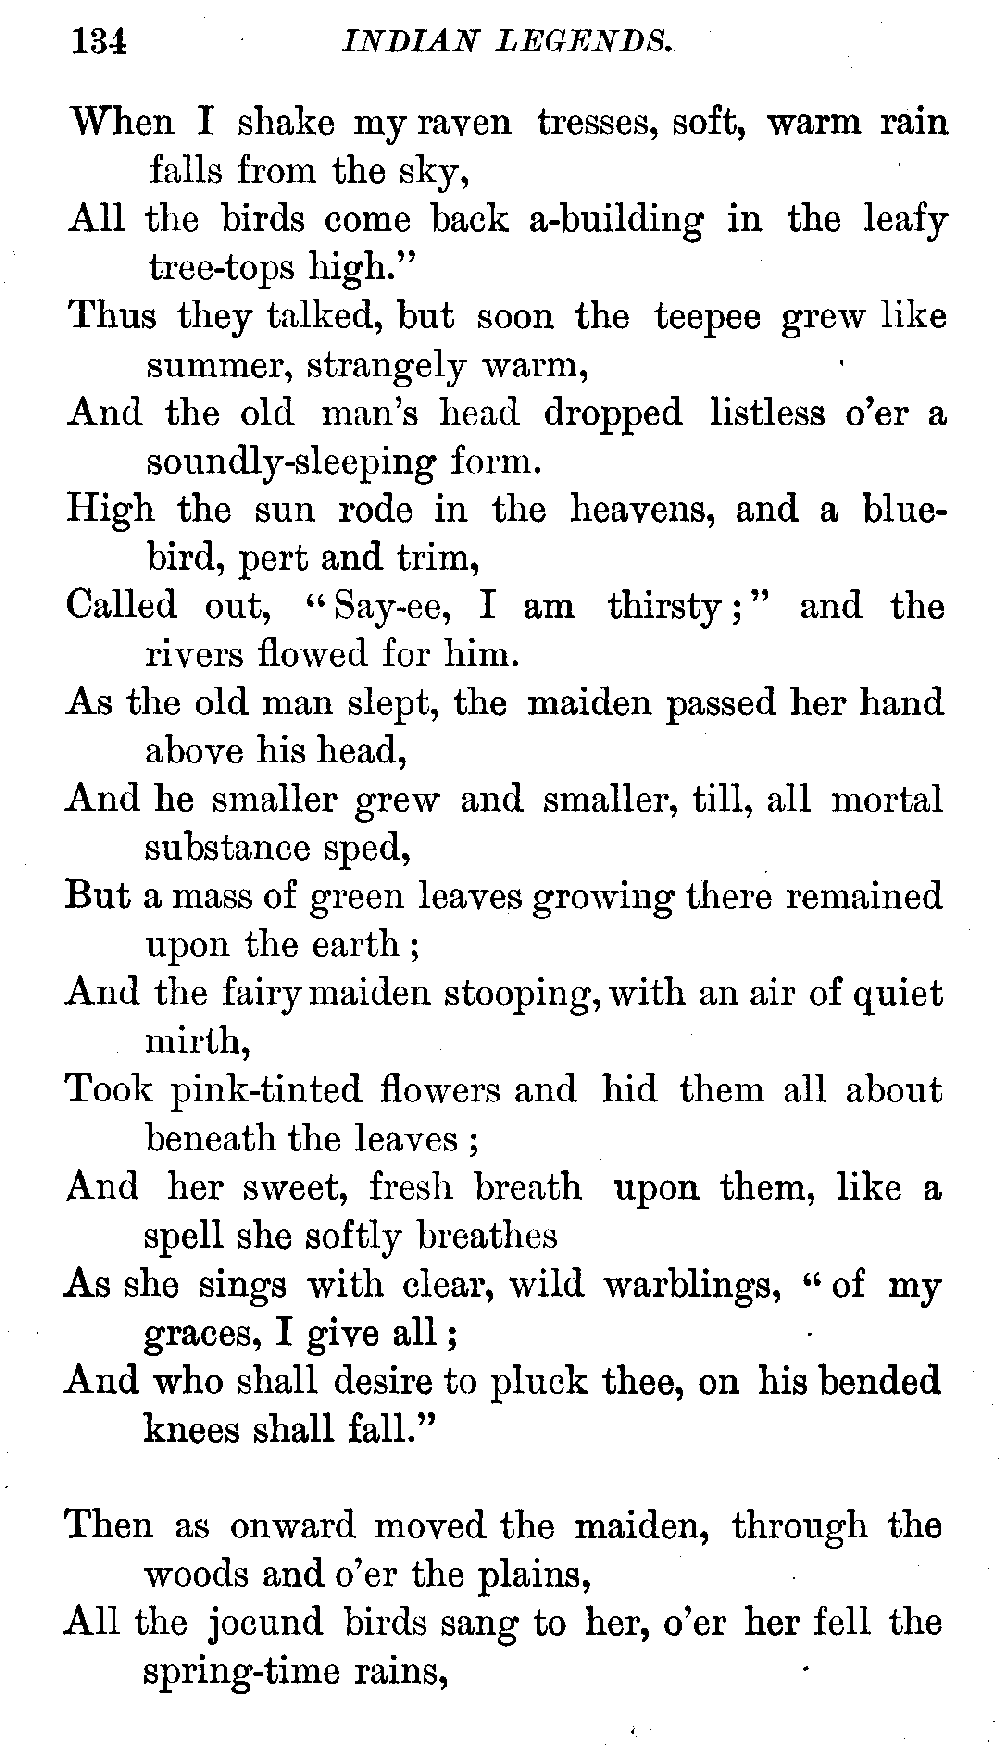 134 INDIAN LEGENDS.
When I shake my raven tresses, soft, warm rain
falls from the sky,
All the birds come back a-building in the leafy
tree-tops high.”
Thus they talked, but soon the teepee grew like
summer, strangely warm,
And the old man’s head dropped listless o’er a
soundly-sleeping form.
High the sun rode in the heavens, and a blue-
bird, pert and trim,
Called out, “Say-ee, I am thirsty;” and the
rivers flowed for him.
As the old man slept, the maiden passed her hand
above his head,
And he smaller grew and smaller, till, all mortal
substance sped,
But a mass of green leaves growing there remained
upon the earth;
And the fairy maiden stooping, with an air of quiet
mirth,
Took pink-tinted flowers and hid them all about
beneath the leaves;
And her sweet, fresh breath upon them, like a
spell she softly breathes
As she sings with clear, wild warblings, “of my
graces, I give all;
And who shall desire to pluck thee, on his bended
knees shall fall.”
Then as onward moved the maiden, through the
woods and o’er the plains,
All the jocund birds sang to her, o’er her fell the
spring-time rains,